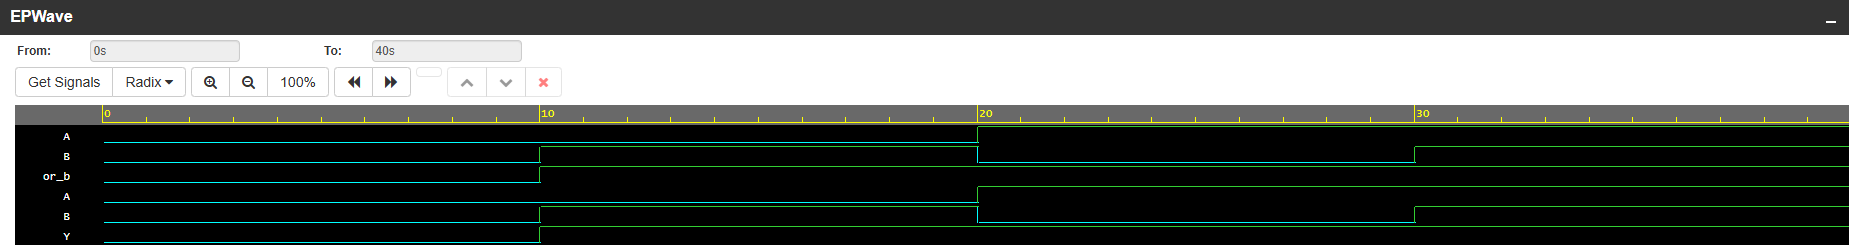 EPWave
From: 0s To: 40s
Get Signals Radix 100%
0 10 20 30
A
B
or_b
A
B
Y